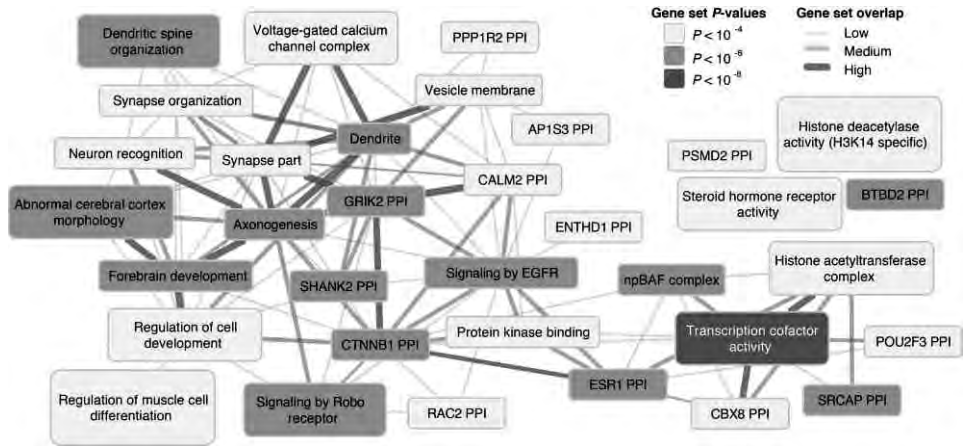 Dendritic spine
organization
Voltage-gated calcium
channel complex
PPP1R2 PPI
Gene set P-values
P < 10 -4
P < 10 -6
P < 10 -8
Gene set overlap
Low
Medium
High
Synapse organization
Vesicle membrane
Dendrite
AP1S3 PPI
Neuron recognition
Synapse part
CALM2 PPI
PSMD2 PPI
Histone deacetylase
activity (H3K14 specific)
Abnormal cerebral cortex
morphology
GRIK2 PPI
Steroid hormone receptor
activity
BTBD2 PPI
Axonogenesis
ENTHD1 PPI
Forebrain development
SHANK2 PPI
Signaling by EGFR
npBAF complex
Histone acetyltransferase
complex
Regulation of cell
development
CTNNB1 PPI
Protein kinase binding
Transcription cofactor
activity
POU2F3 PPI
Regulation of muscle cell
differentiation
Signaling by Robo
receptor
RAC2 PPI
ESR1 PPI
CBX8 PPI
SRCAP PPI